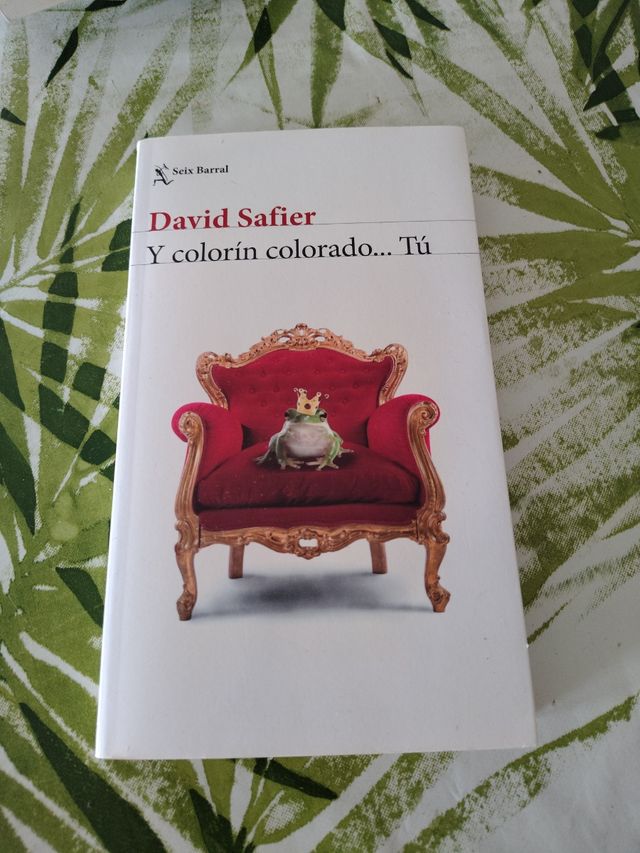 Seix Barral
David Safier
Y colorín colorado... Tú